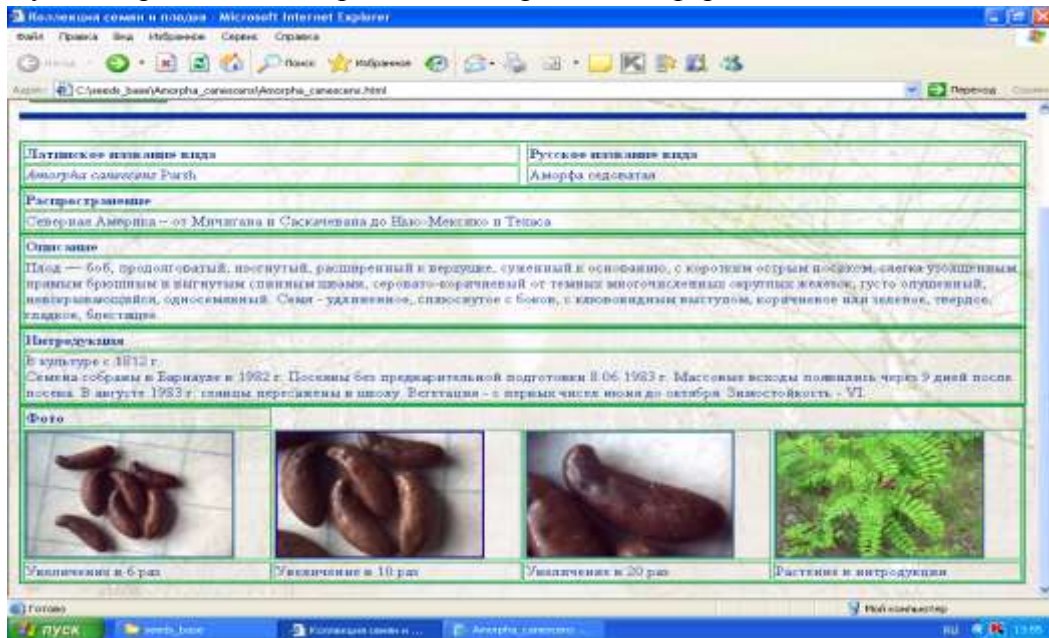 Коллекция семян и плодов - Microsoft Internet Explorer
Файл Правка Вид Избранное Сервис Справка
Назад Поиск Избранное
Адрес: C:\seeds_base\Amorpha_canescens\Amorpha_canescens.html Переход Ссылки
Латинское название вида Русское название вида
Amorpha canescens Pursh Аморфа седоватая
Распространение
Северная Америка – от Мичигана и Саскачевана до Нью-Мексико и Техаса
Описание
Плод — боб, продолговатый, изогнутый, расширенный к верхушке, суженный к основанию, с коротким острым носиком, слегка утолщенным
прямым брюшным и выгнутым спинным швами, серовато-коричневый от темных многочисленных округлых железок, густо опушенный,
невскрывающийся, односемянный. Семя - удлиненное, сплюснутое с боков, с клювовидным выступом, коричневое или зеленое, твердое,
гладкое, блестящее.
Интродукция
В культуре с 1812 г.
Семена собраны в Барнауле в 1982 г. Посеяны без предварительной подготовки 8.06.1983 г. Массовые всходы появились через 9 дней после
посева. В августе 1983 г. сеянцы пересажены в школу. Вегетация - с первых чисел июня до октября. Зимостойкость - VI.
Фото
Увеличение в 6 раз Увеличение в 10 раз Увеличение в 20 раз Растение в интродукции
Готово Мой компьютер
пуск seeds_base Коллекция семян и ... Amorpha_canescens ... RU